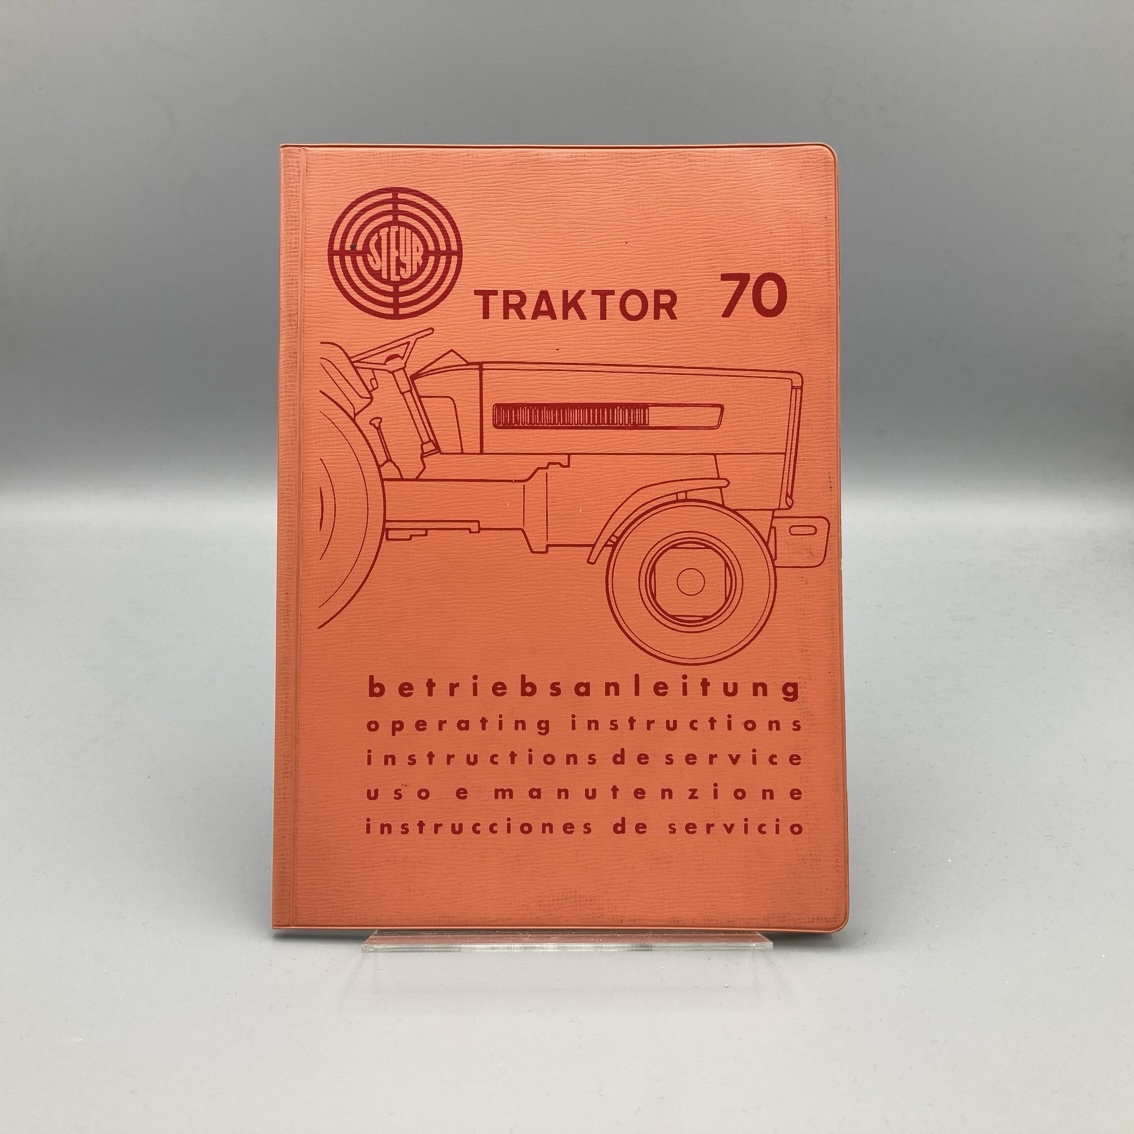 STEYR
TRAKTOR 70
betriebsanleitung
operating instructions
instructions de service
uso e manutenzione
instrucciones de servicio